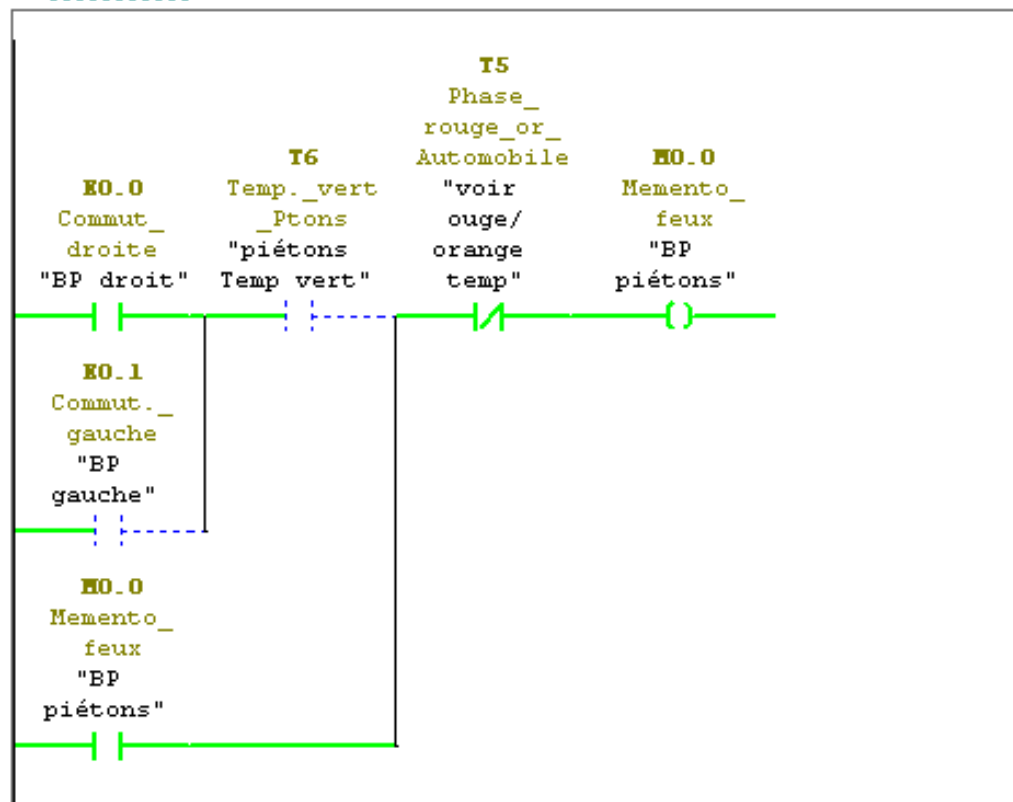 T5
Phase_
rouge_or_
Automobile
"voir
ouge/
orange
temp"
T6
Temp._vert
_Ptons
"piétons
Temp vert"
M0.0
Memento_
feux
"BP
piétons"
E0.0
Commut_
droite
"BP droit"
E0.1
Commut._
gauche
"BP
gauche"
M0.0
Memento_
feux
"BP
piétons"